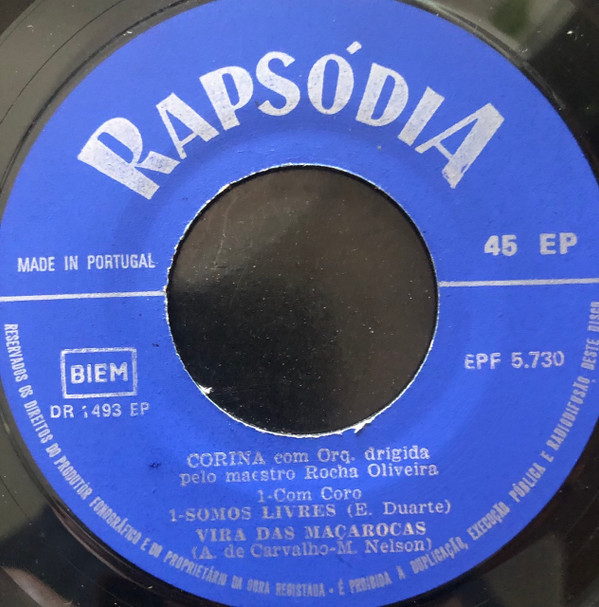 RAPSÓDIA
MADE IN PORTUGAL
45 EP
BIEM
DR 1493 EP
EPF 5.730
CORINA com Orq. drigida
pelo maestro Rocha Oliveira
1-Com Coro
1-SOMOS LIVRES (E. Duarte)
VIRA DAS MAÇAROCAS
(A. de Carvalho-M. Nelson)
RESERVADOS OS DIREITOS DO PRODUTOR FONOGRÁFICO E DO PROPRIETÁRIO DA OBRA REGISTADA · É PROIBIDA A DUPLICAÇÃO, EXECUÇÃO PÚBLICA E RADIODIFUSÃO DESTE DISCO